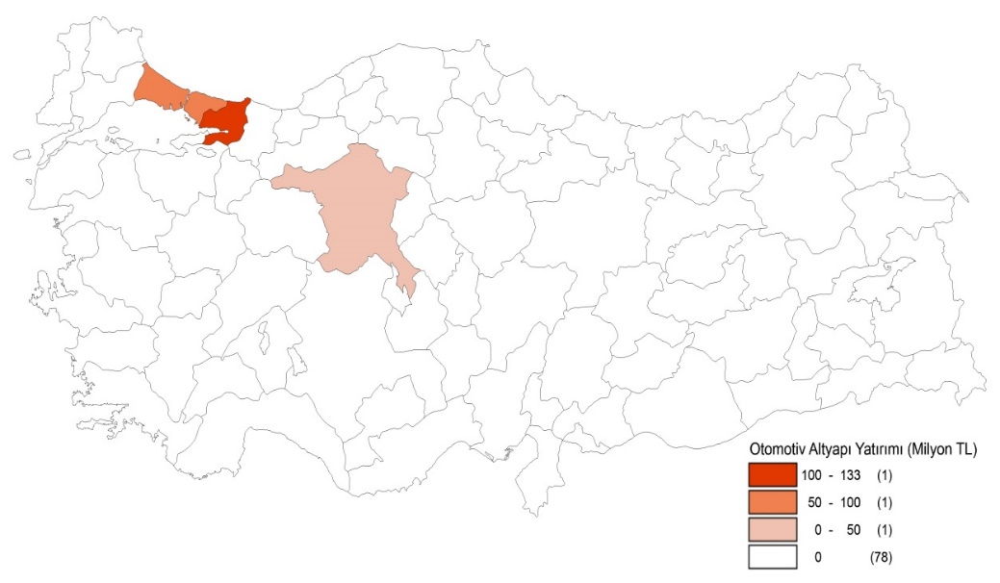 Otomotiv Altyapı Yatırımı (Milyon TL)
100 - 133 (1)
50 - 100 (1)
0 - 50 (1)
0 (78)